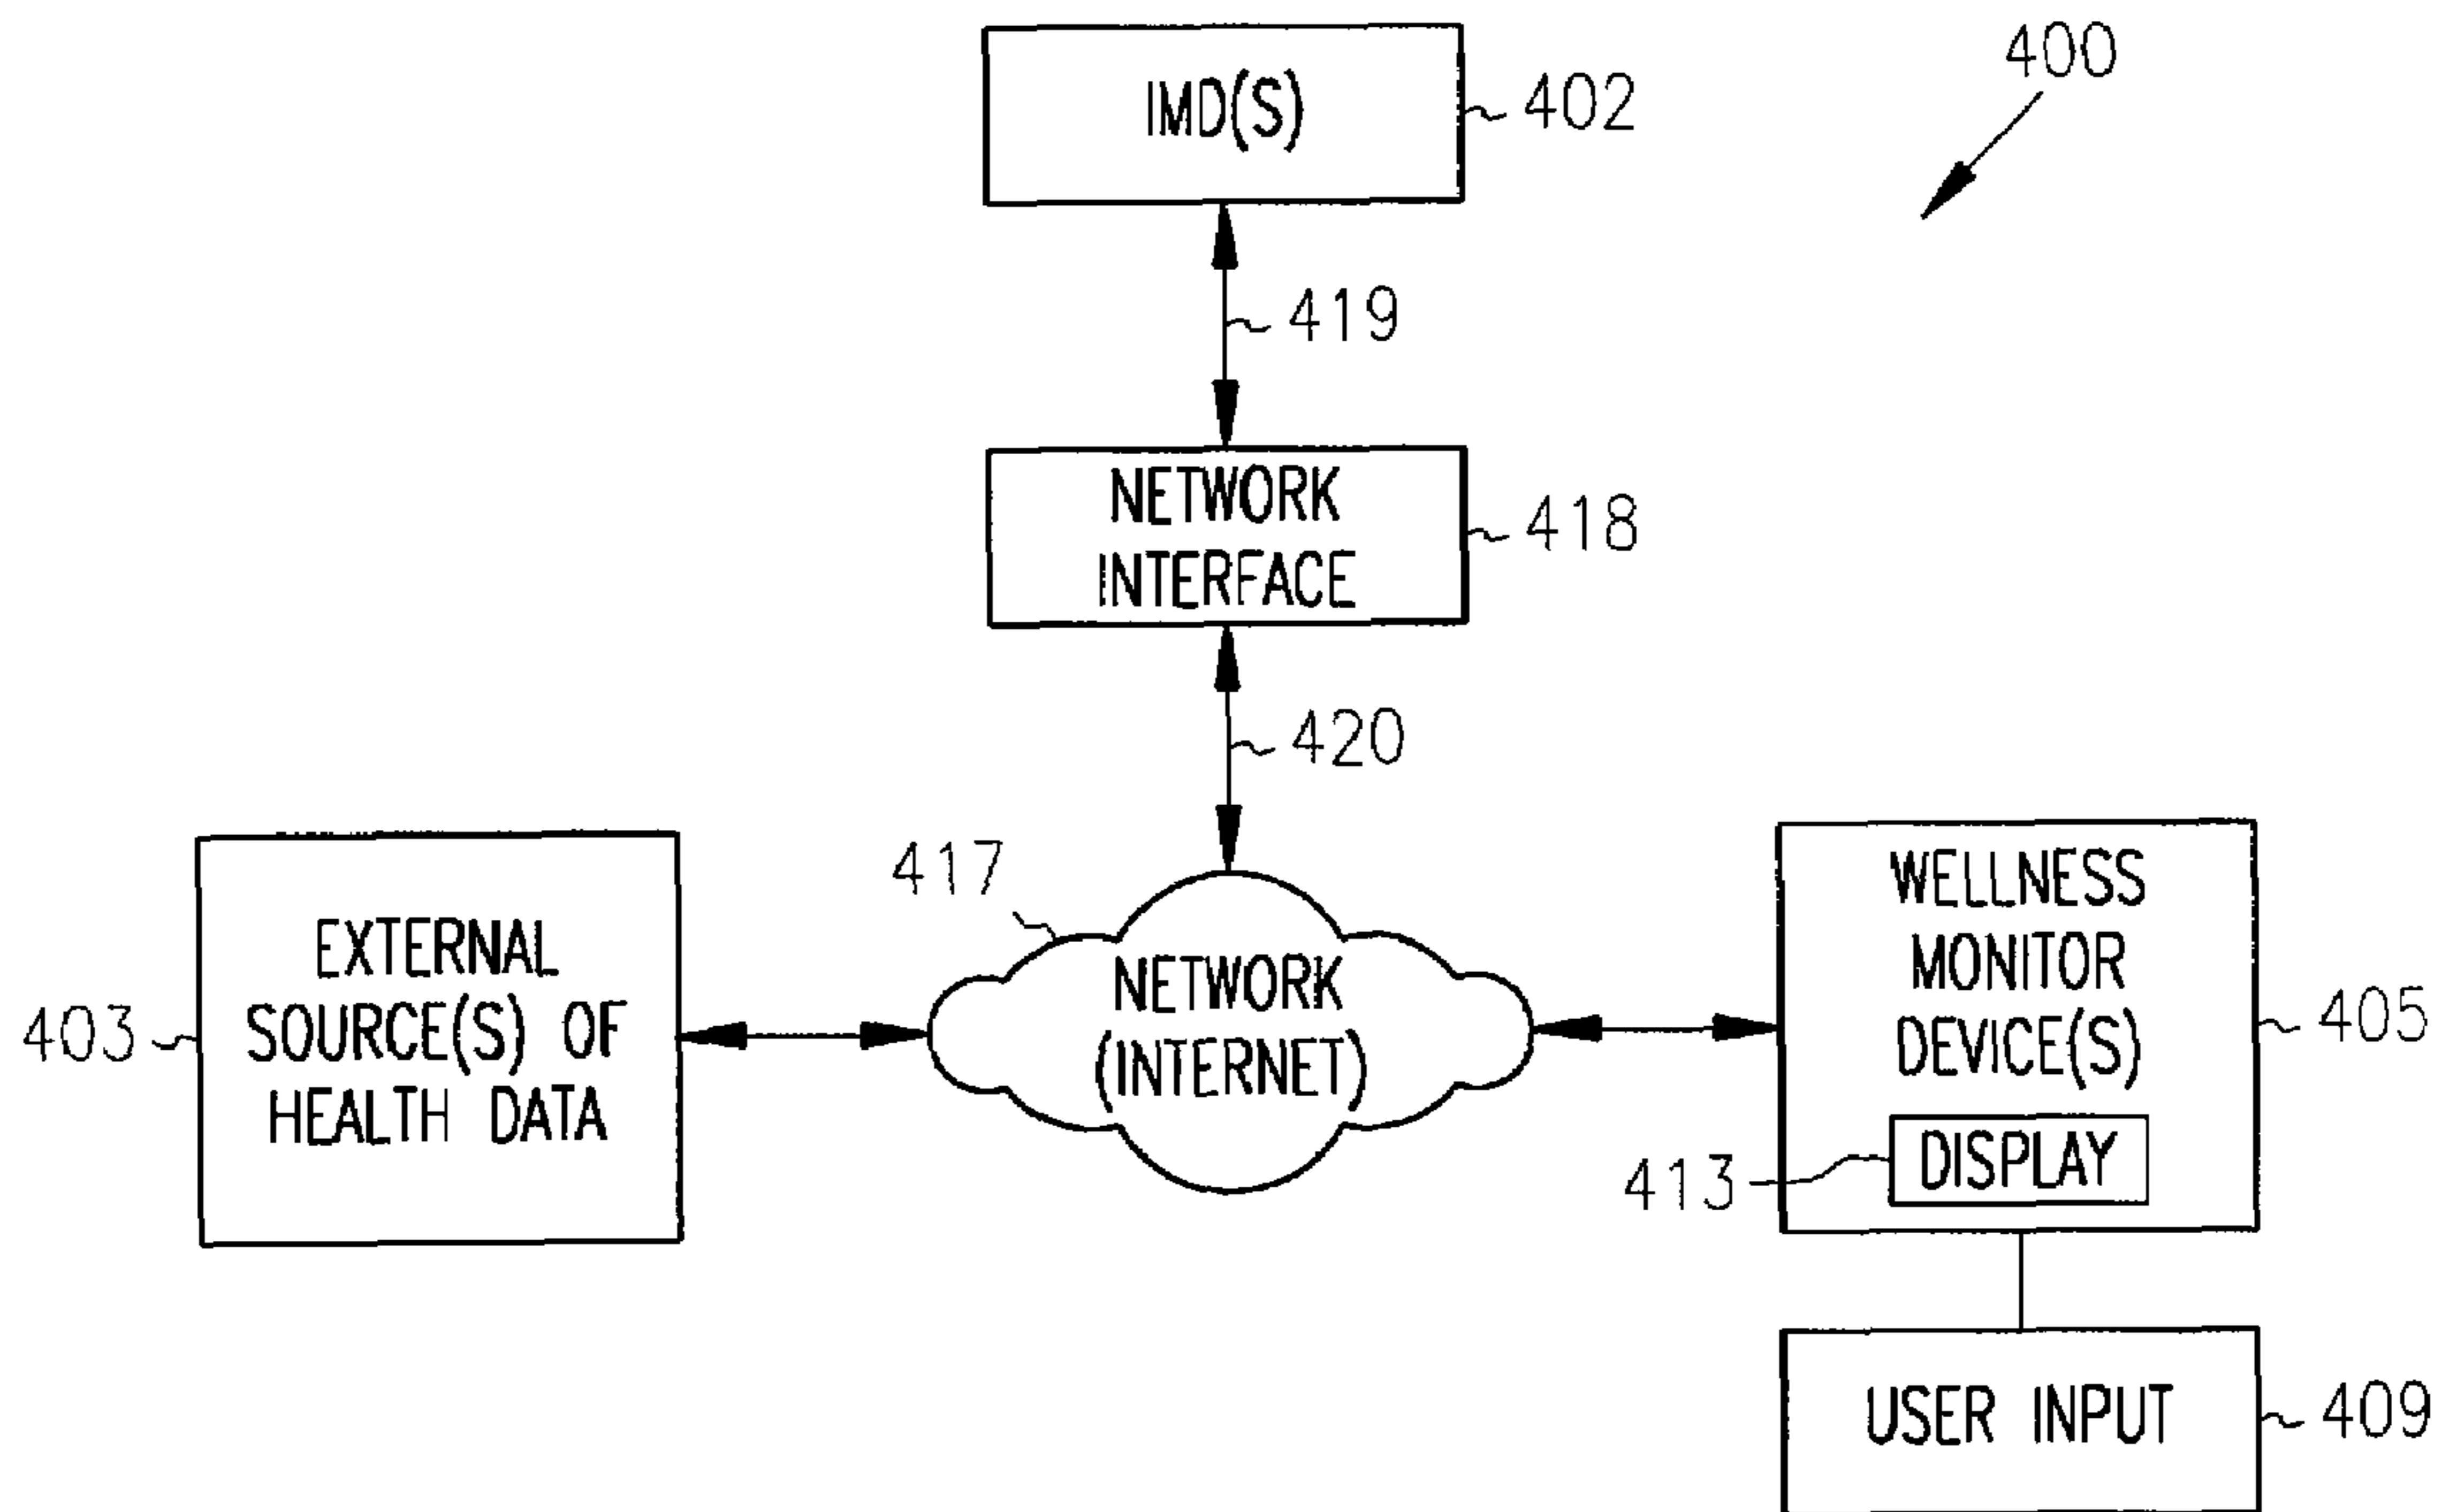 IMD(S)
402
400
419
NETWORK
INTERFACE
418
420
417
EXTERNAL
SOURCE(S) OF
HEALTH DATA
403
NETWORK
(INTERNET)
WELLNESS
MONITOR
DEVICE(S)
405
413
DISPLAY
USER INPUT
409